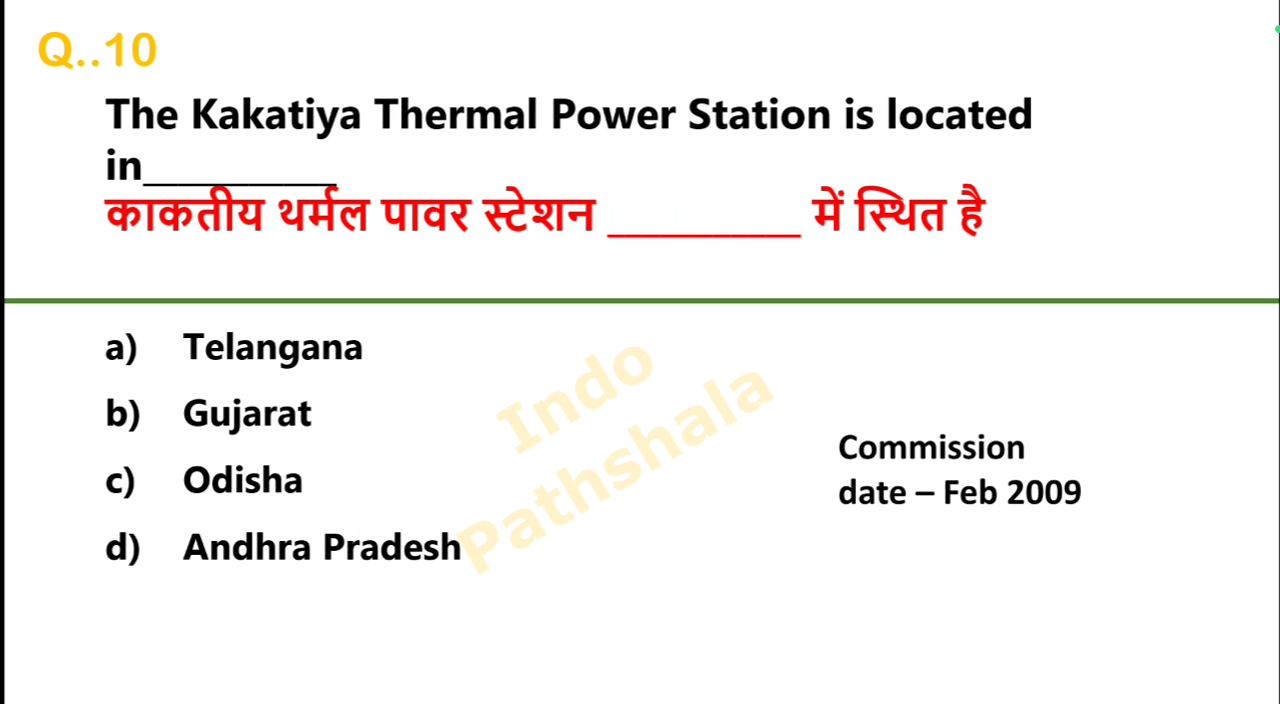 Q..10
The Kakatiya Thermal Power Station is located
in__________
काकतीय थर्मल पावर स्टेशन __________ में स्थित है
a) Telangana
b) Gujarat
c) Odisha
d) Andhra Pradesh
Commission
date – Feb 2009
Indo
Pathshala